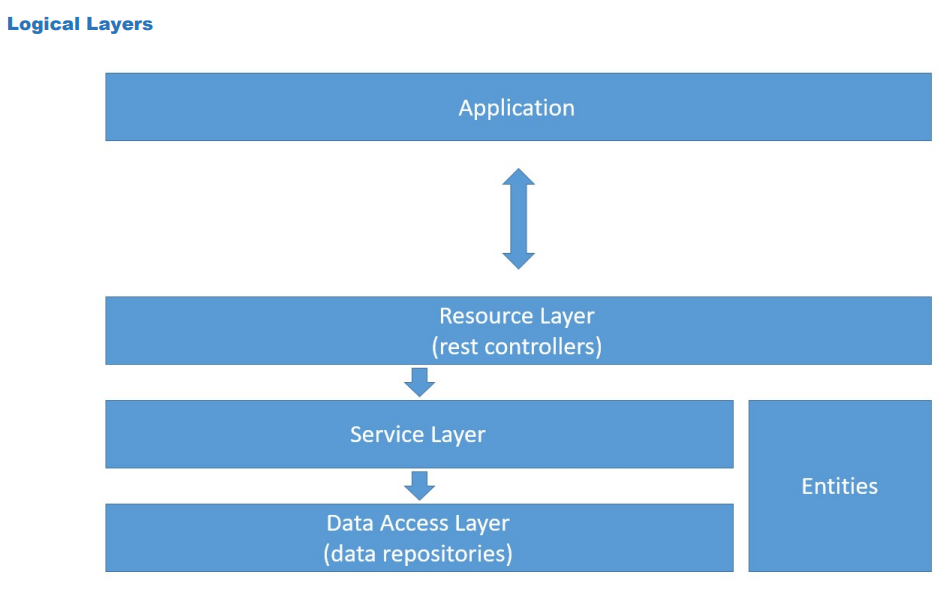 Logical Layers
Application
Resource Layer
(rest controllers)
Service Layer
Entities
Data Access Layer
(data repositories)